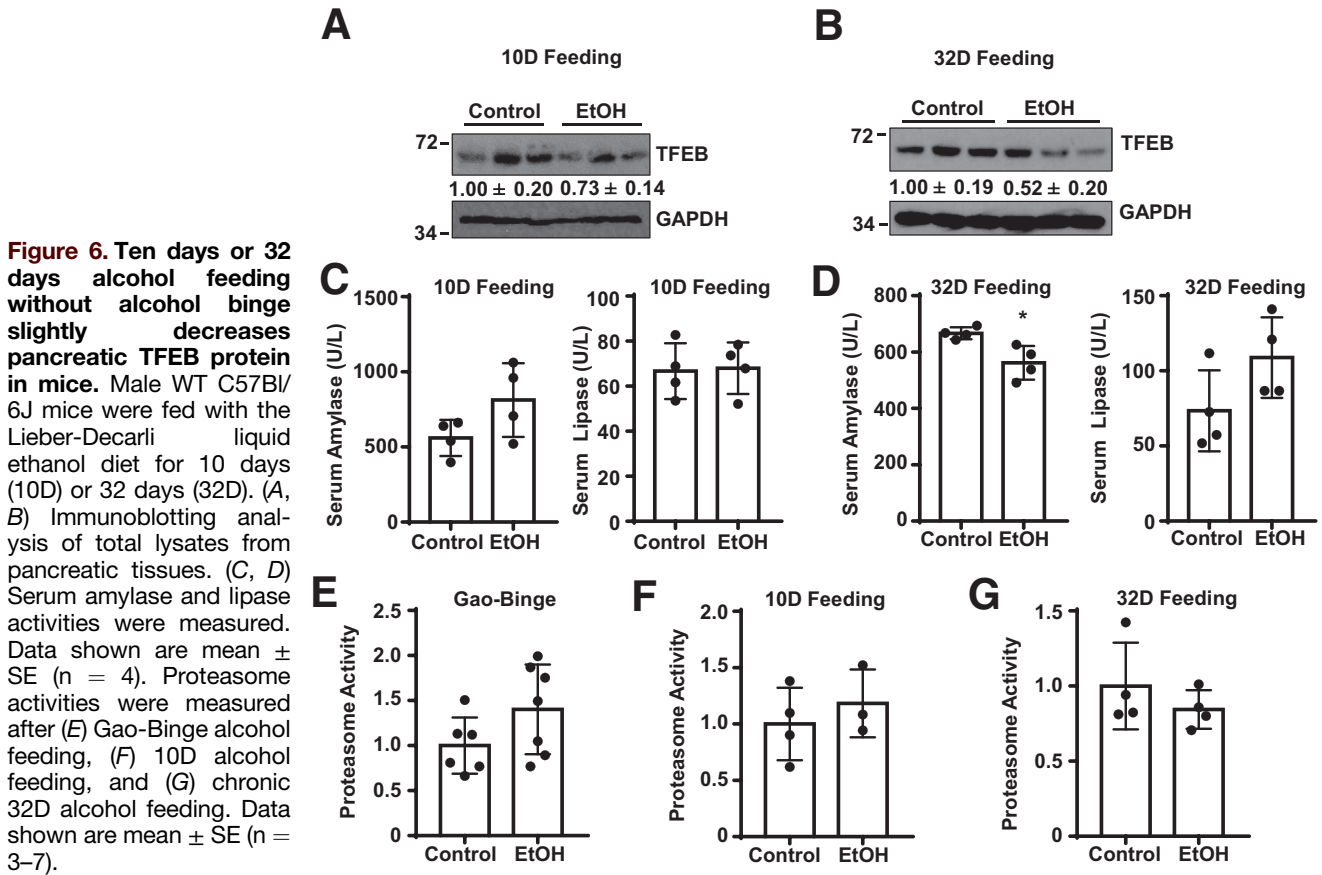 Figure 6. Ten days or 32
days alcohol feeding
without alcohol binge
slightly decreases
pancreatic TFEB protein
in mice. Male WT C57Bl/
6J mice were fed with the
Lieber-Decarli liquid
ethanol diet for 10 days
(10D) or 32 days (32D). (A,
B) Immunoblotting anal-
ysis of total lysates from
pancreatic tissues. (C, D)
Serum amylase and lipase
activities were measured.
Data shown are mean ±
SE (n = 4). Proteasome
activities were measured
after (E) Gao-Binge alcohol
feeding, (F) 10D alcohol
feeding, and (G) chronic
32D alcohol feeding. Data
shown are mean ± SE (n =
3–7).
A
10D Feeding
Control EtOH
72
TFEB
1.00 ± 0.20 0.73 ± 0.14
GAPDH
34
B
32D Feeding
Control EtOH
72
TFEB
1.00 ± 0.19 0.52 ± 0.20
GAPDH
34
C
10D Feeding
Serum Amylase (U/L)
1500
1000
500
0
Control EtOH
10D Feeding
Serum Lipase (U/L)
100
80
60
40
20
0
Control EtOH
D
32D Feeding
Serum Amylase (U/L)
800
600
400
200
0
*
Control EtOH
32D Feeding
Serum Lipase (U/L)
150
100
50
0
Control EtOH
E
Gao-Binge
Proteasome Activity
2.5
2.0
1.5
1.0
0.5
0
Control EtOH
F
10D Feeding
Proteasome Activity
2.0
1.5
1.0
0.5
0
Control EtOH
G
32D Feeding
Proteasome Activity
1.5
1.0
0.5
0
Control EtOH